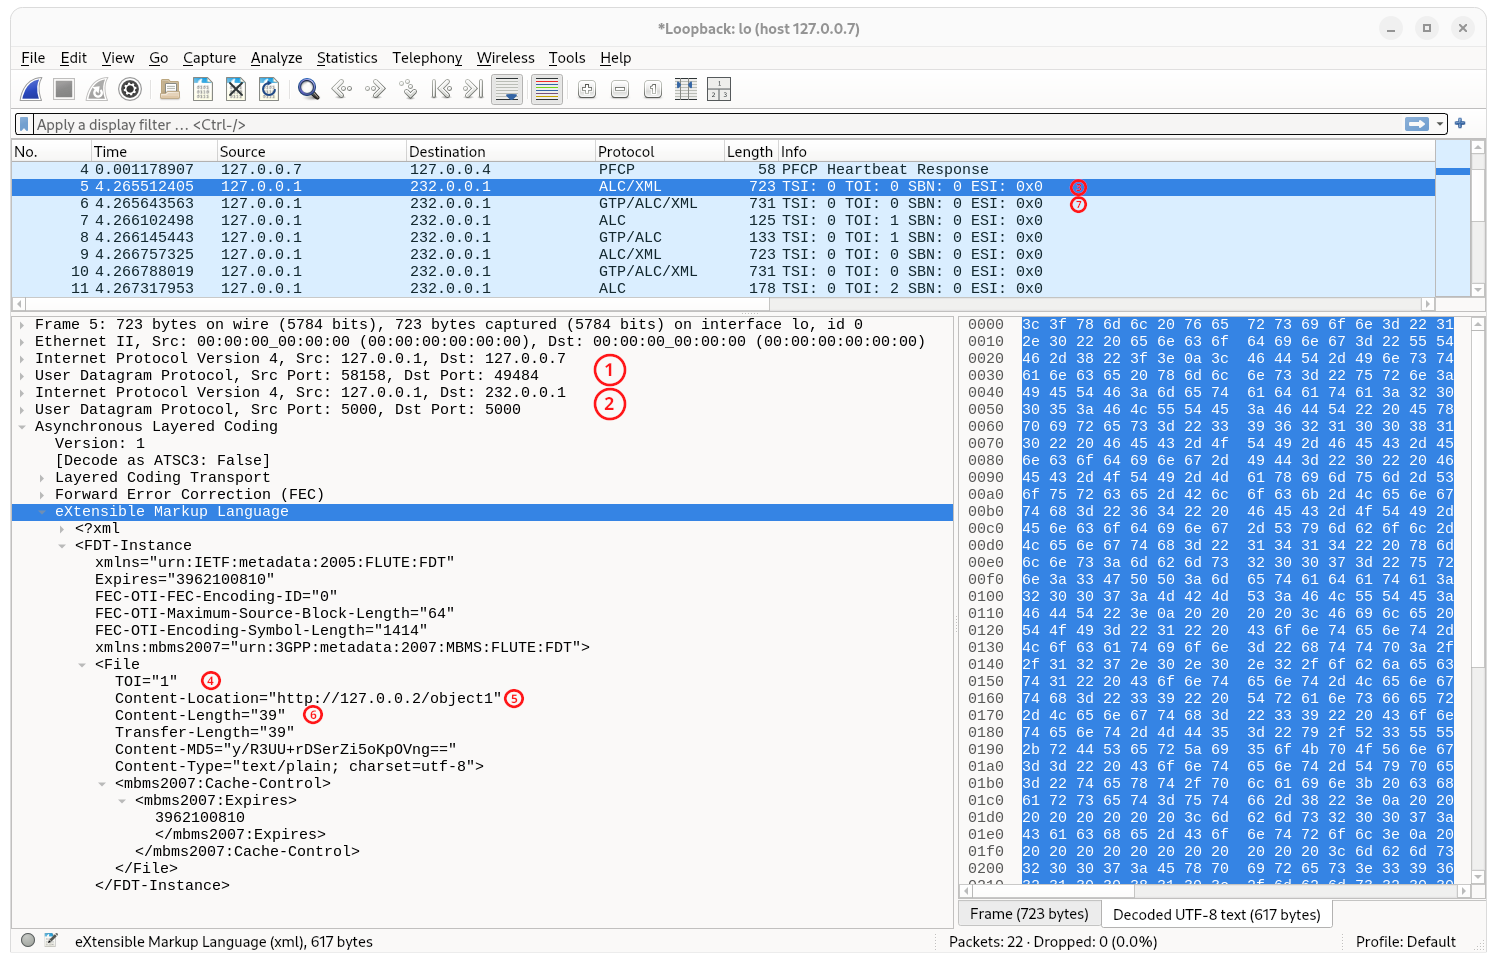 *Loopback: lo (host 127.0.0.7)
File Edit View Go Capture Analyze Statistics Telephony Wireless Tools Help
Apply a display filter … <Ctrl-/>
No. Time Source Destination Protocol Length Info
4 0.001178907 127.0.0.7 127.0.0.4 PFCP 58 PFCP Heartbeat Response
5 4.265512405 127.0.0.1 232.0.0.1 ALC/XML 723 TSI: 0 TOI: 0 SBN: 0 ESI: 0x0
6 4.265643563 127.0.0.1 232.0.0.1 GTP/ALC/XML 731 TSI: 0 TOI: 0 SBN: 0 ESI: 0x0 7
7 4.266102498 127.0.0.1 232.0.0.1 ALC 125 TSI: 0 TOI: 1 SBN: 0 ESI: 0x0
8 4.266145443 127.0.0.1 232.0.0.1 GTP/ALC 133 TSI: 0 TOI: 1 SBN: 0 ESI: 0x0
9 4.266757325 127.0.0.1 232.0.0.1 ALC/XML 723 TSI: 0 TOI: 0 SBN: 0 ESI: 0x0
10 4.266788019 127.0.0.1 232.0.0.1 GTP/ALC/XML 731 TSI: 0 TOI: 0 SBN: 0 ESI: 0x0
11 4.267317953 127.0.0.1 232.0.0.1 ALC 178 TSI: 0 TOI: 2 SBN: 0 ESI: 0x0
Frame 5: 723 bytes on wire (5784 bits), 723 bytes captured (5784 bits) on interface lo, id 0
Ethernet II, Src: 00:00:00_00:00:00 (00:00:00:00:00:00), Dst: 00:00:00_00:00:00 (00:00:00:00:00:00)
Internet Protocol Version 4, Src: 127.0.0.1, Dst: 127.0.0.7
User Datagram Protocol, Src Port: 58158, Dst Port: 49484 1
Internet Protocol Version 4, Src: 127.0.0.1, Dst: 232.0.0.1
User Datagram Protocol, Src Port: 5000, Dst Port: 5000 2
Asynchronous Layered Coding
Version: 1
[Decode as ATSC3: False]
Layered Coding Transport
Forward Error Correction (FEC)
eXtensible Markup Language
<?xml
<FDT-Instance
xmlns="urn:IETF:metadata:2005:FLUTE:FDT"
Expires="3962100810"
FEC-OTI-FEC-Encoding-ID="0"
FEC-OTI-Maximum-Source-Block-Length="64"
FEC-OTI-Encoding-Symbol-Length="1414"
xmlns:mbms2007="urn:3GPP:metadata:2007:MBMS:FLUTE:FDT">
<File
TOI="1" 4
Content-Location="http://127.0.0.2/object1" 5
Content-Length="39" 6
Transfer-Length="39"
Content-MD5="y/R3UU+rDSerZi5oKpOVng=="
Content-Type="text/plain; charset=utf-8">
<mbms2007:Cache-Control>
<mbms2007:Expires>
3962100810
</mbms2007:Expires>
</mbms2007:Cache-Control>
</File>
</FDT-Instance>
0000 3c 3f 78 6d 6c 20 76 65 72 73 69 6f 6e 3d 22 31
0010 2e 30 22 20 65 6e 63 6f 64 69 6e 67 3d 22 55 54
0020 46 2d 38 22 3f 3e 0a 3c 46 44 54 2d 49 6e 73 74
0030 61 6e 63 65 20 78 6d 6c 6e 73 3d 22 75 72 6e 3a
0040 49 45 54 46 3a 6d 65 74 61 64 61 74 61 3a 32 30
0050 30 35 3a 46 4c 55 54 45 3a 46 44 54 22 20 45 78
0060 70 69 72 65 73 3d 22 33 39 36 32 31 30 30 38 31
0070 30 22 20 46 45 43 2d 4f 54 49 2d 46 45 43 2d 45
0080 6e 63 6f 64 69 6e 67 2d 49 44 3d 22 30 22 20 46
0090 45 43 2d 4f 54 49 2d 4d 61 78 69 6d 75 6d 2d 53
00a0 6f 75 72 63 65 2d 42 6c 6f 63 6b 2d 4c 65 6e 67
00b0 74 68 3d 22 36 34 22 20 46 45 43 2d 4f 54 49 2d
00c0 45 6e 63 6f 64 69 6e 67 2d 53 79 6d 62 6f 6c 2d
00d0 4c 65 6e 67 74 68 3d 22 31 34 31 34 22 20 78 6d
00e0 6c 6e 73 3a 6d 62 6d 73 32 30 30 37 3d 22 75 72
00f0 6e 3a 33 47 50 50 3a 6d 65 74 61 64 61 74 61 3a
0100 32 30 30 37 3a 4d 42 4d 53 3a 46 4c 55 54 45 3a
0110 46 44 54 22 3e 0a 20 20 20 20 3c 46 69 6c 65 20
0120 54 4f 49 3d 22 31 22 20 43 6f 6e 74 65 6e 74 2d
0130 4c 6f 63 61 74 69 6f 6e 3d 22 68 74 74 70 3a 2f
0140 2f 31 32 37 2e 30 2e 30 2e 32 2f 6f 62 6a 65 63
0150 74 31 22 20 43 6f 6e 74 65 6e 74 2d 4c 65 6e 67
0160 74 68 3d 22 33 39 22 20 54 72 61 6e 73 66 65 72
0170 2d 4c 65 6e 67 74 68 3d 22 33 39 22 20 43 6f 6e
0180 74 65 6e 74 2d 4d 44 35 3d 22 79 2f 52 33 55 55
0190 2b 72 44 53 65 72 5a 69 35 6f 4b 70 4f 56 6e 67
01a0 3d 3d 22 20 43 6f 6e 74 65 6e 74 2d 54 79 70 65
01b0 3d 22 74 65 78 74 2f 70 6c 61 69 6e 3b 20 63 68
01c0 61 72 73 65 74 3d 75 74 66 2d 38 22 3e 0a 20 20
01d0 20 20 20 20 20 20 3c 6d 62 6d 73 32 30 30 37 3a
01e0 43 61 63 68 65 2d 43 6f 6e 74 72 6f 6c 3e 0a 20
01f0 20 20 20 20 20 20 20 20 20 20 20 3c 6d 62 6d 73
0200 32 30 30 37 3a 45 78 70 69 72 65 73 3e 33 39 36
Frame (723 bytes) Decoded UTF-8 text (617 bytes)
eXtensible Markup Language (xml), 617 bytes Packets: 22 · Dropped: 0 (0.0%) Profile: Default